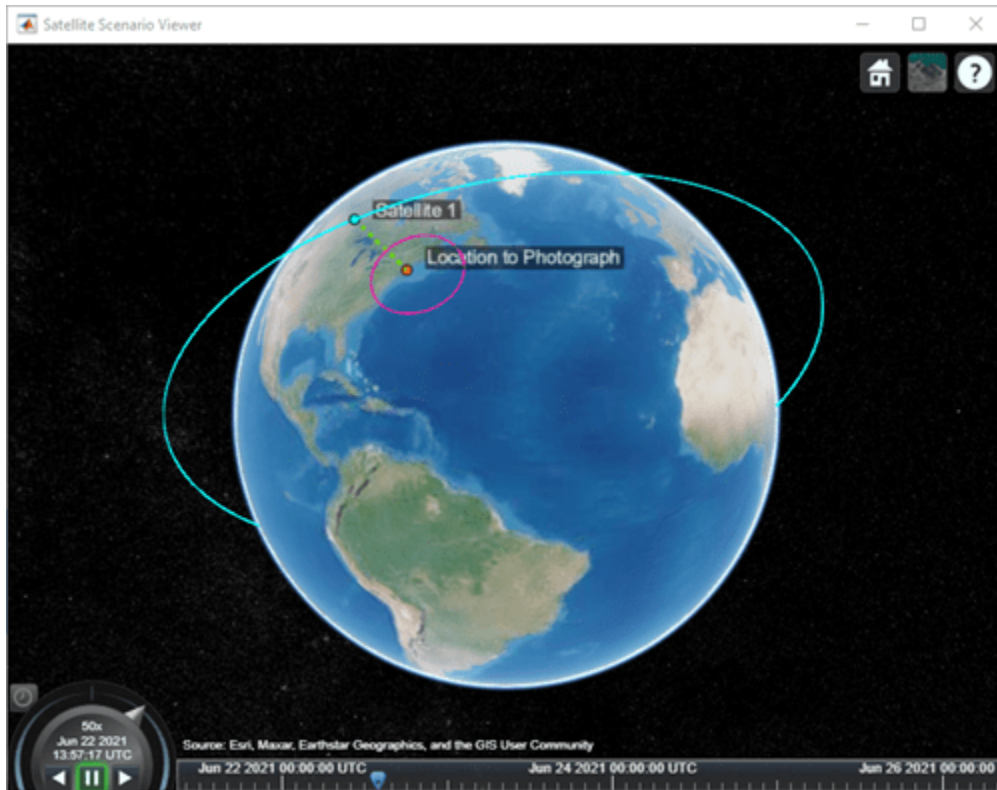 Satellite Scenario Viewer
?
Satellite 1
Location to Photograph
50x
Jun 22 2021
13:57:17 UTC
Source: Esri, Maxar, Earthstar Geographics, and the GIS User Community
Jun 22 2021 00:00:00 UTC
Jun 24 2021 00:00:00 UTC
Jun 26 2021 00:00:00